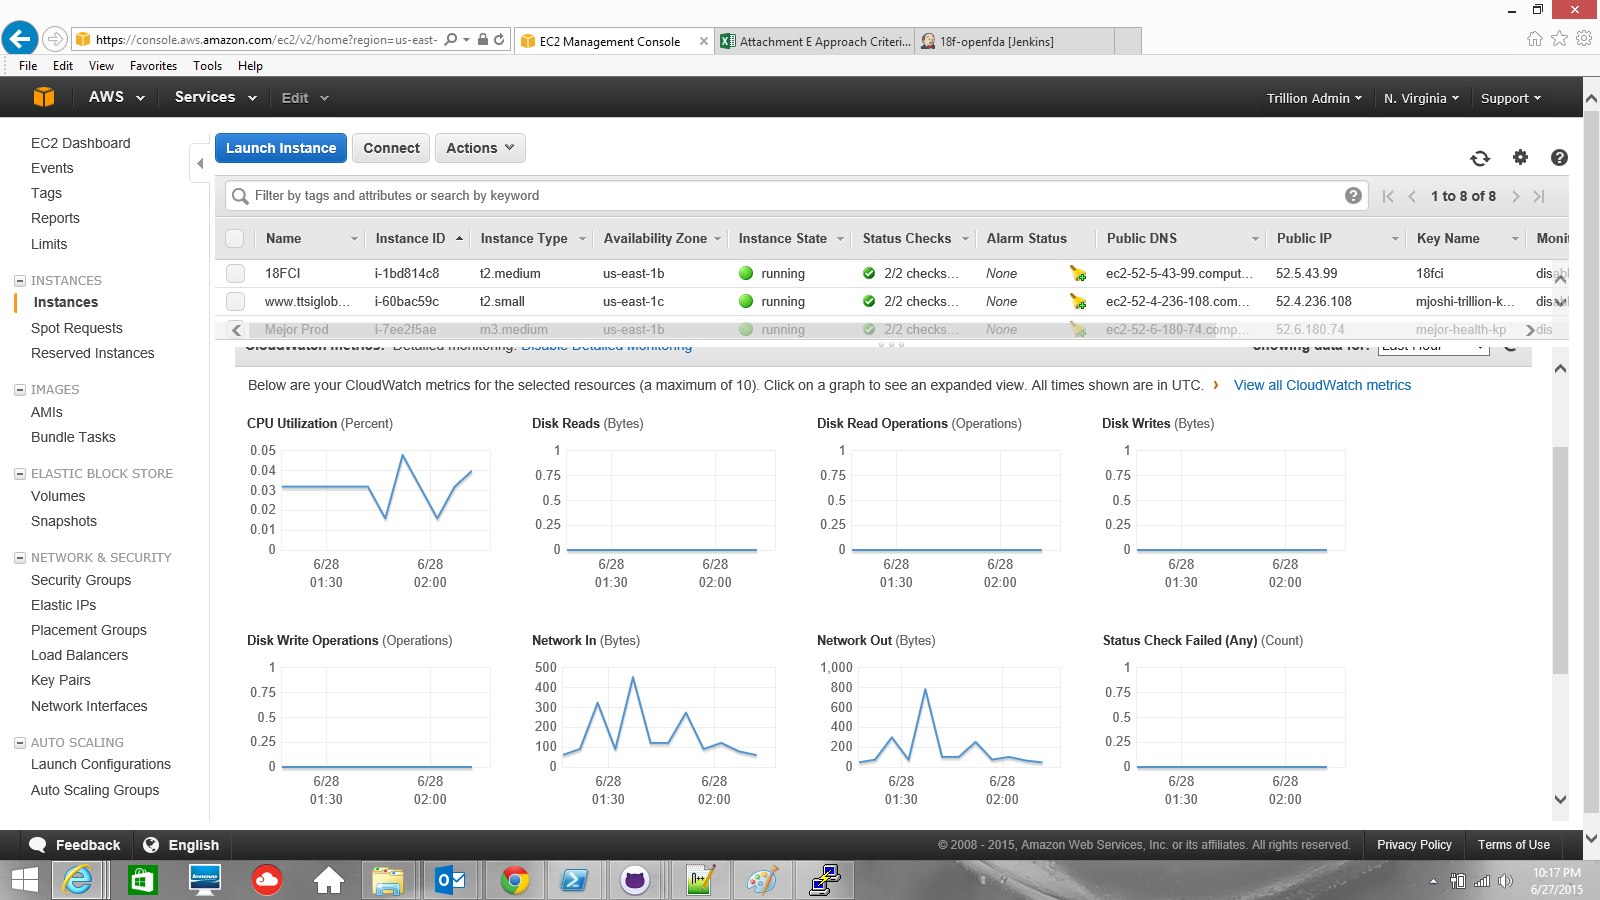 https://console.aws.amazon.com/ec2/v2/home?region=us-east-
EC2 Management Console
Attachment E Approach Criteri...
18f-openfda [Jenkins]
File Edit View Favorites Tools Help
AWS Services Edit Trillion Admin N. Virginia Support
EC2 Dashboard
Events
Tags
Reports
Limits
INSTANCES
Instances
Spot Requests
Reserved Instances
IMAGES
AMIs
Bundle Tasks
ELASTIC BLOCK STORE
Volumes
Snapshots
NETWORK & SECURITY
Security Groups
Elastic IPs
Placement Groups
Load Balancers
Key Pairs
Network Interfaces
AUTO SCALING
Launch Configurations
Auto Scaling Groups
Launch Instance Connect Actions
Filter by tags and attributes or search by keyword
1 to 8 of 8
Name Instance ID Instance Type Availability Zone Instance State Status Checks Alarm Status Public DNS Public IP Key Name Monit
18FCI i-1bd814c8 t2.medium us-east-1b running 2/2 checks... None ec2-52-5-43-99.comput... 52.5.43.99 18fci disabl
www.ttsiglob... i-60bac59c t2.small us-east-1c running 2/2 checks... None ec2-52-4-236-108.com... 52.4.236.108 mjoshi-trillion-k... disabl
Mejor Prod i-7ee2f5ae m3.medium us-east-1b running 2/2 checks... None ec2-52-6-180-74.comp... 52.6.180.74 mejor-health-kp dis
CloudWatch metrics: Detailed monitoring. Disable Detailed Monitoring Showing data for: Last Hour
Below are your CloudWatch metrics for the selected resources (a maximum of 10). Click on a graph to see an expanded view. All times shown are in UTC. View all CloudWatch metrics
CPU Utilization (Percent)
0.05
0.04
0.03
0.02
0.01
0
6/28 6/28
01:30 02:00
Disk Reads (Bytes)
1
0.75
0.5
0.25
0
6/28 6/28
01:30 02:00
Disk Read Operations (Operations)
1
0.75
0.5
0.25
0
6/28 6/28
01:30 02:00
Disk Writes (Bytes)
1
0.75
0.5
0.25
0
6/28 6/28
01:30 02:00
Disk Write Operations (Operations)
1
0.75
0.5
0.25
0
6/28 6/28
01:30 02:00
Network In (Bytes)
500
400
300
200
100
0
6/28 6/28
01:30 02:00
Network Out (Bytes)
1,000
800
600
400
200
0
6/28 6/28
01:30 02:00
Status Check Failed (Any) (Count)
1
0.75
0.5
0.25
0
6/28 6/28
01:30 02:00
Feedback English
© 2008 - 2015, Amazon Web Services, Inc. or its affiliates. All rights reserved. Privacy Policy Terms of Use
lenovo
10:17 PM
6/27/2015